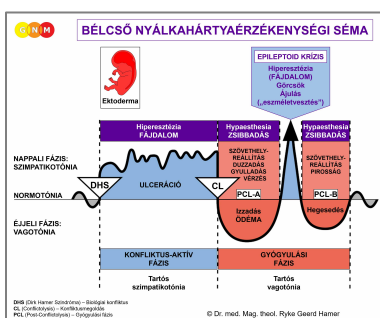 GNM
BÉLCSŐ NYÁLKAHÁRTYAÉRZÉKENYSÉGI SÉMA
EPILEPTOID KRÍZIS
Hiperesztézia
(FÁJDALOM)
Görcsök
Ájulás
(„eszméletvesztés”)
Ektoderma
Hiperesztézia
FÁJDALOM
Hypaesthesia
ZSIBBADÁS
Hypaesthesia
ZSIBBADÁS
NAPPALI FÁZIS:
SZIMPATIKOTÓNIA
SZÖVETHELY-
REÁLLÍTÁS
DUZZADÁS
GYULLADÁS
VÉRZÉS
SZÖVETHELY-
REÁLLÍTÁS
PIROSSÁG
DHS
ULCERÁCIÓ
CL
PCL-A
PCL-B
NORMOTÓNIA
Izzadás
ÖDÉMA
Hegesedés
ÉJJELI FÁZIS:
VAGOTÓNIA
KONFLIKTUS-AKTÍV
FÁZIS
GYÓGYULÁSI
FÁZIS
Tartós
szimpatikotónia
Tartós
vagotónia
DHS (Dirk Hamer Szindróma) – Biológiai konfliktus
CL (Conflictolysis) – Konfliktusmegoldás
PCL (Post-Conflictolysis) – Gyógyulási fázis
© Dr. med. Mag. theol. Ryke Geerd Hamer